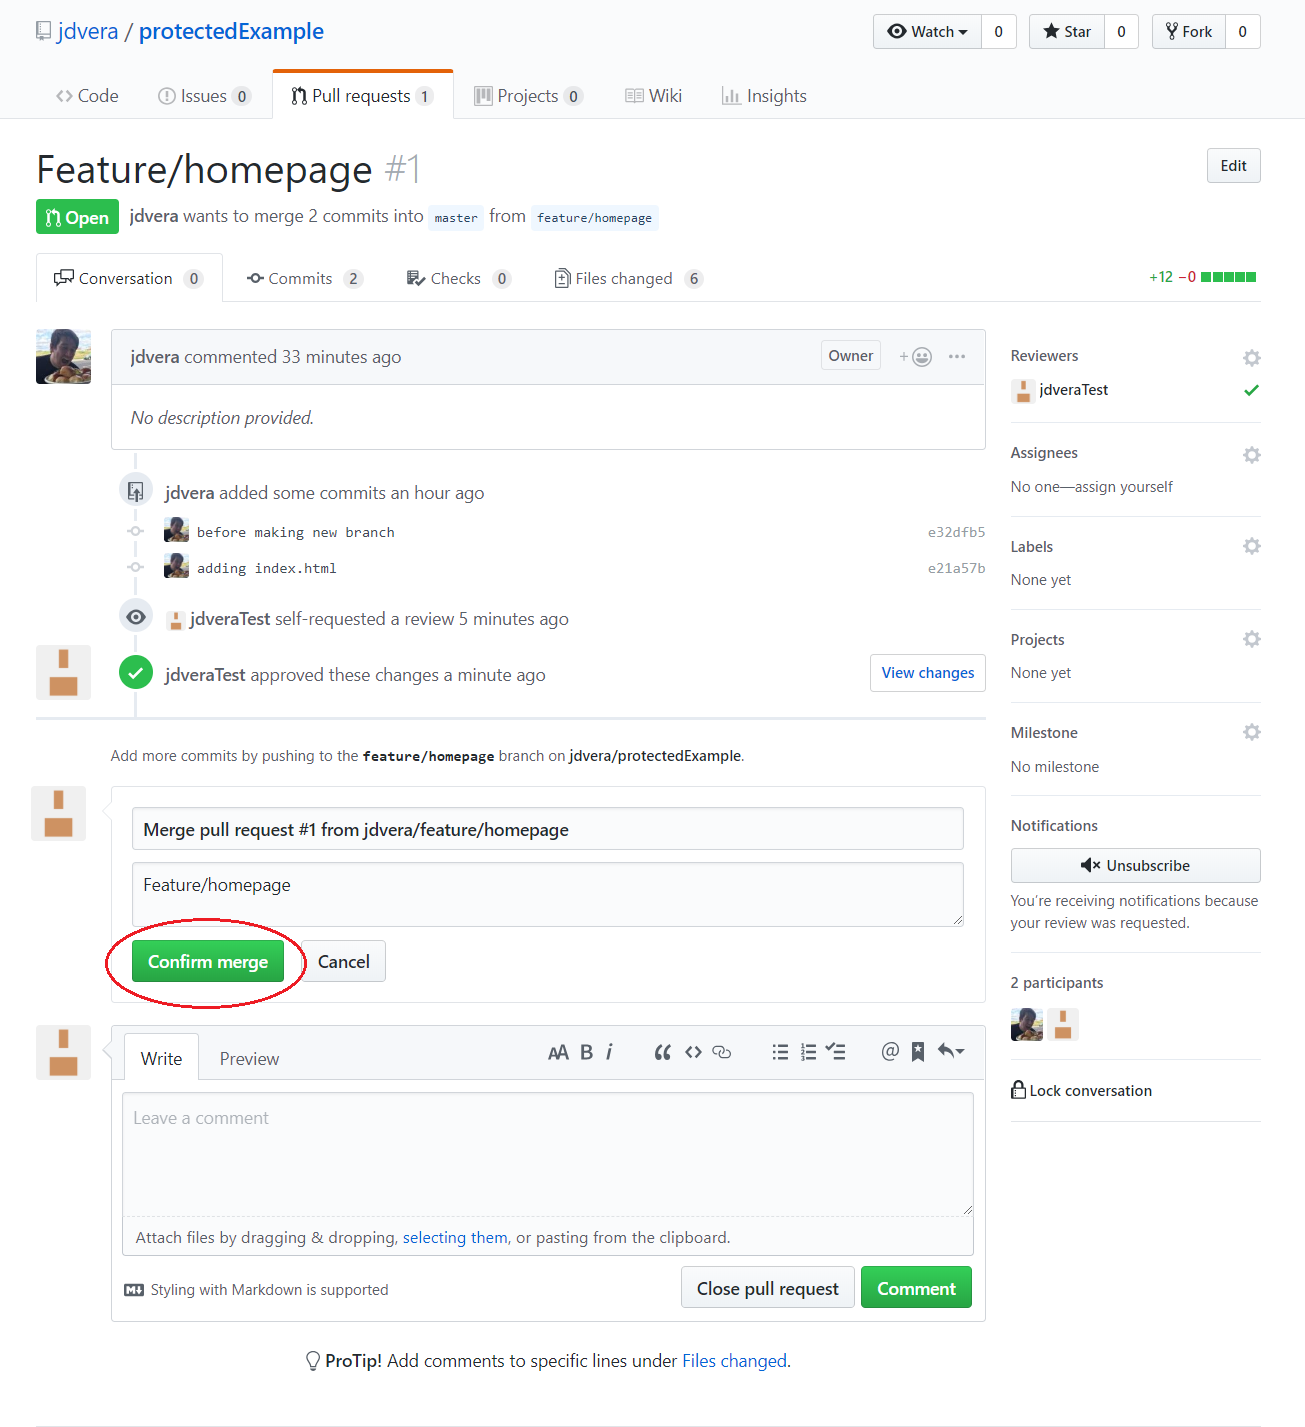 jdvera / protectedExample
Watch 0 Star 0 Fork 0
Code Issues 0 Pull requests 1 Projects 0 Wiki Insights
Feature/homepage #1
Edit
Open jdvera wants to merge 2 commits into master from feature/homepage
Conversation 0 Commits 2 Checks 0 Files changed 6
+12 −0
jdvera commented 33 minutes ago
Owner
No description provided.
jdvera added some commits an hour ago
before making new branch e32dfb5
adding index.html e21a57b
jdveraTest self-requested a review 5 minutes ago
jdveraTest approved these changes a minute ago
View changes
Add more commits by pushing to the feature/homepage branch on jdvera/protectedExample.
Merge pull request #1 from jdvera/feature/homepage
Feature/homepage
Confirm merge Cancel
Write Preview
AA B i
Leave a comment
Attach files by dragging & dropping, selecting them, or pasting from the clipboard.
Styling with Markdown is supported
Close pull request Comment
ProTip! Add comments to specific lines under Files changed.
Reviewers
jdveraTest
Assignees
No one—assign yourself
Labels
None yet
Projects
None yet
Milestone
No milestone
Notifications
Unsubscribe
You’re receiving notifications because
your review was requested.
2 participants
Lock conversation